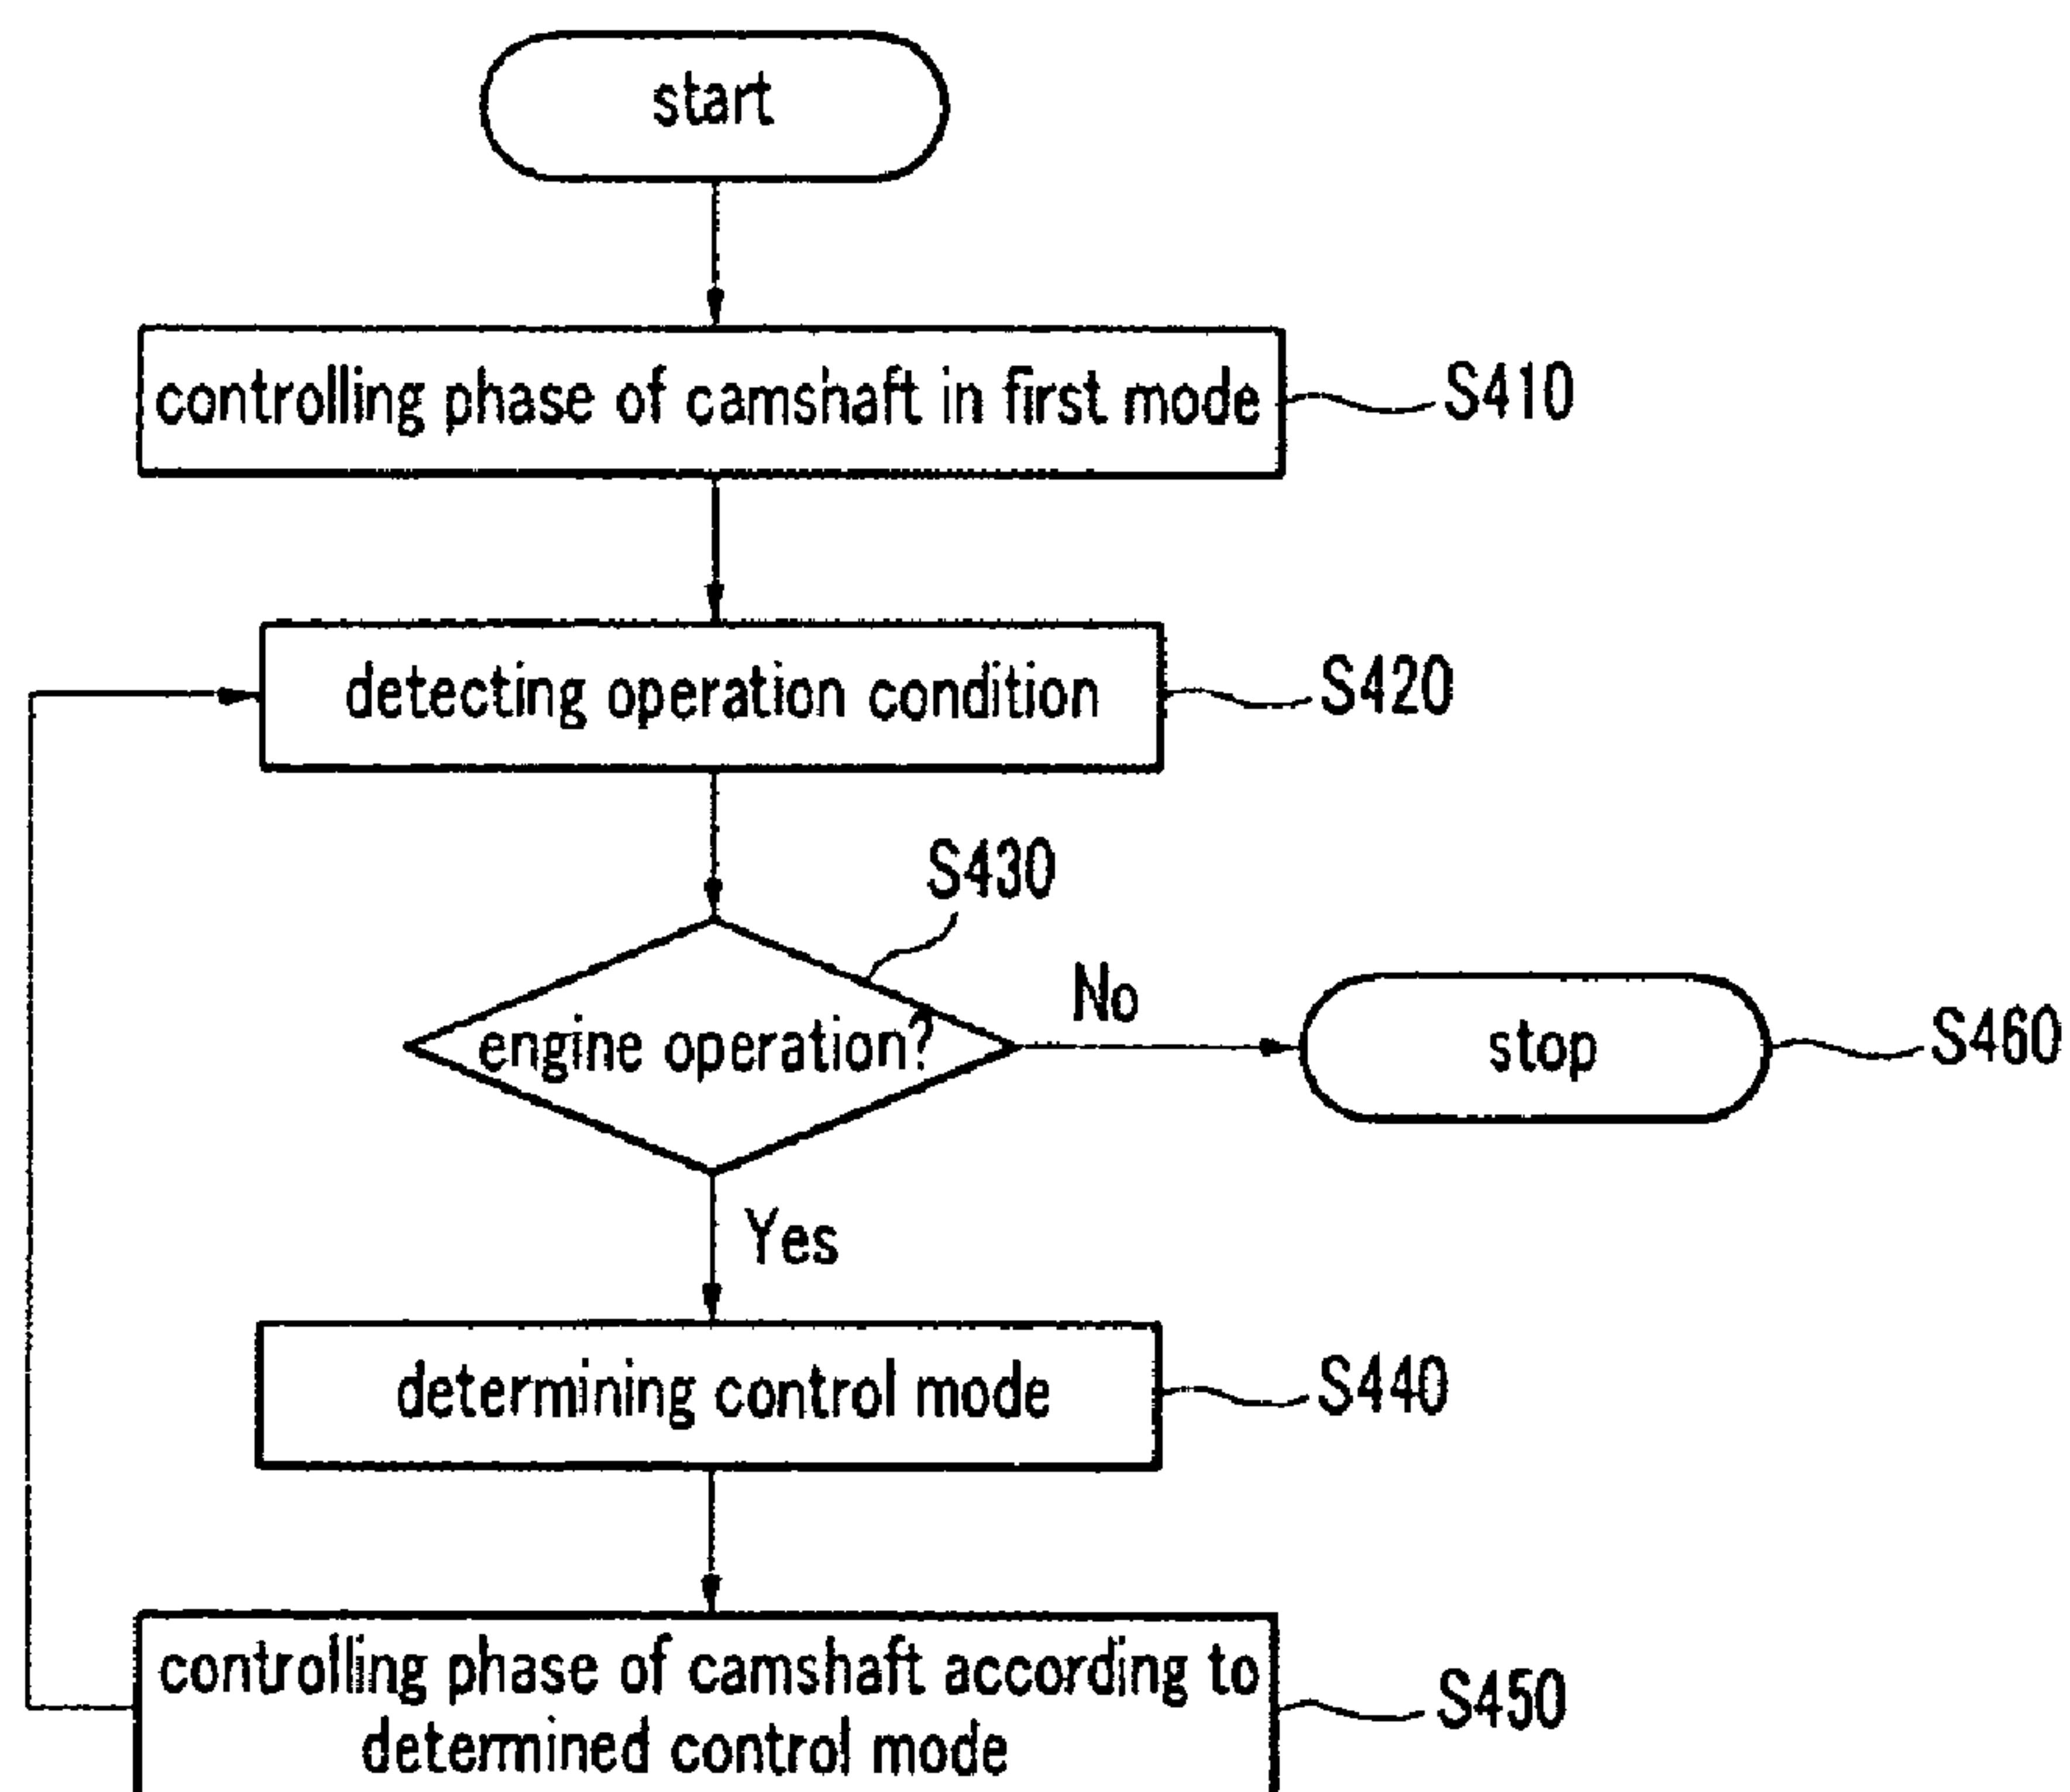 start
controlling phase of camshaft in first mode
S410
detecting operation condition
S420
S430
engine operation?
No
stop
S460
Yes
determining control mode
S440
controlling phase of camshaft according to
determined control mode
S450